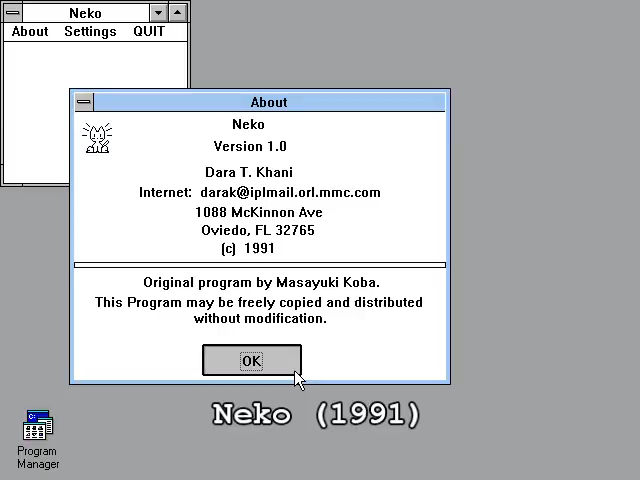 Neko
About Settings QUIT
About
Neko
Version 1.0
Dara T. Khani
Internet: darak@iplmail.orl.mmc.com
1088 McKinnon Ave
Oviedo, FL 32765
(c) 1991
Original program by Masayuki Koba.
This Program may be freely copied and distributed
without modification.
OK
Neko (1991)
Program
Manager